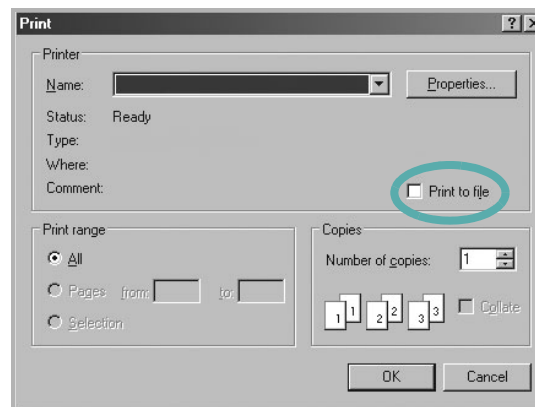 Print
Printer
Name:
Properties...
Status: Ready
Type:
Where:
Comment:
Print to file
Print range
All
Pages from: to:
Selection
Copies
Number of copies: 1
1 1 2 2 3 3
Collate
OK Cancel